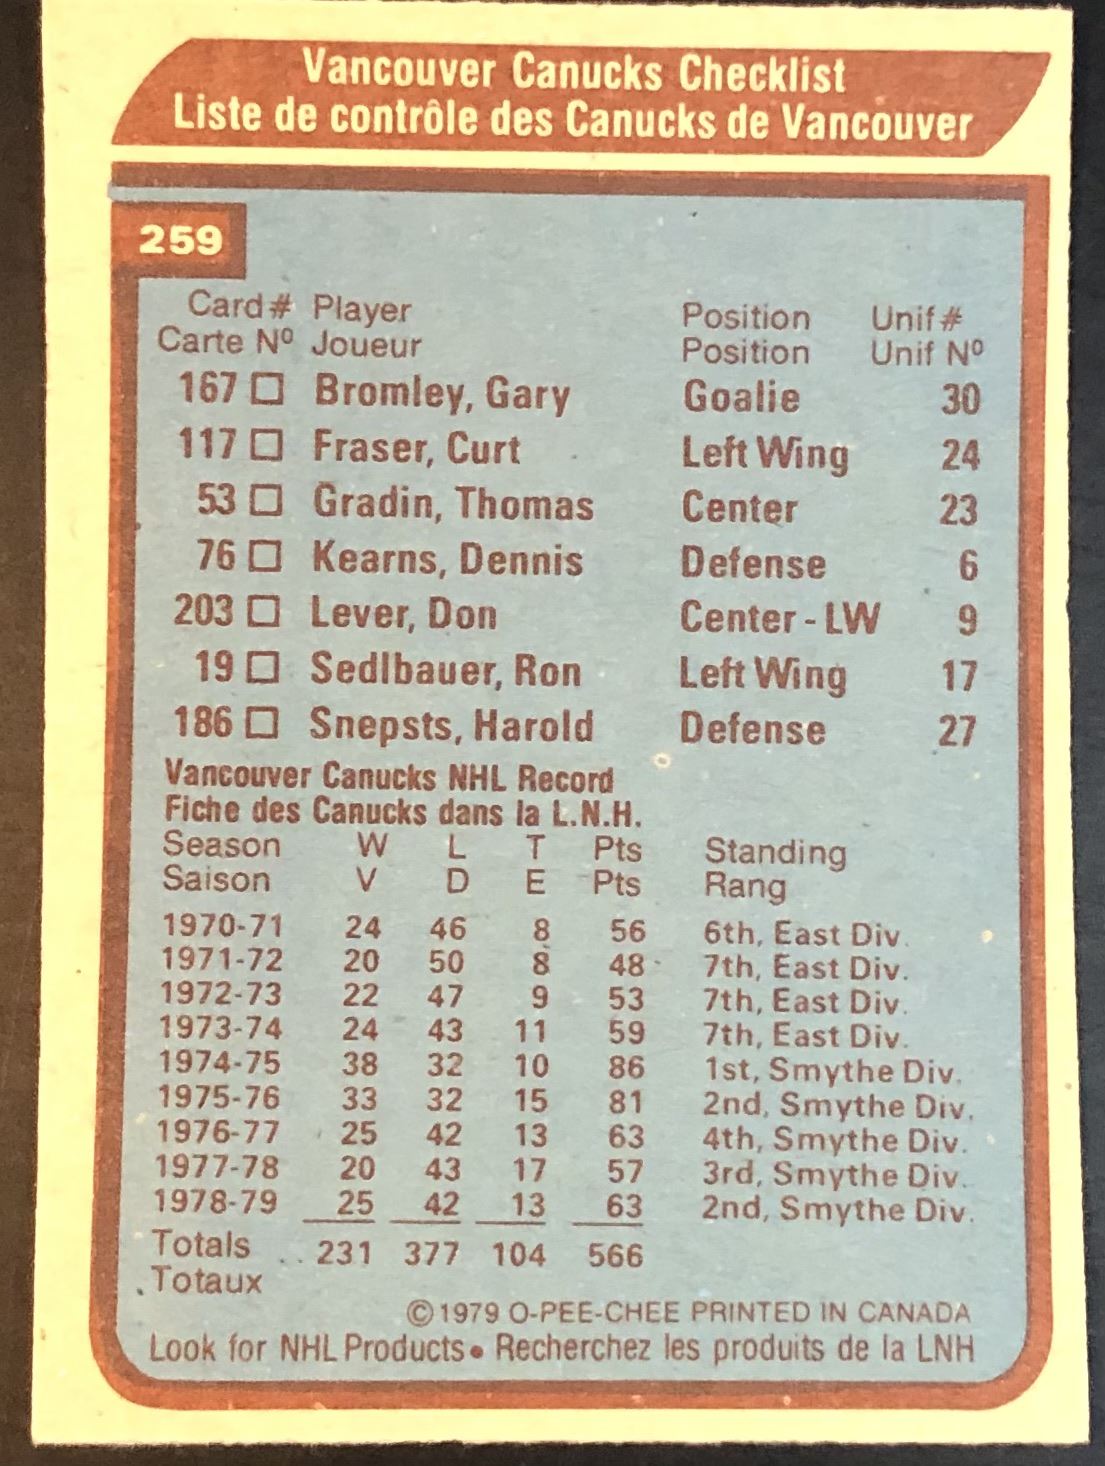 Vancouver Canucks Checklist
Liste de contrôle des Canucks de Vancouver
259
Card# Player Position Unif#
Carte Nº Joueur Position Unif Nº
167 □ Bromley, Gary Goalie 30
117 □ Fraser, Curt Left Wing 24
53 □ Gradin, Thomas Center 23
76 □ Kearns, Dennis Defense 6
203 □ Lever, Don Center - LW 9
19 □ Sedlbauer, Ron Left Wing 17
186 □ Snepsts, Harold Defense 27
Vancouver Canucks NHL Record
Fiche des Canucks dans la L.N.H.
Season W L T Pts Standing
Saison V D E Pts Rang
1970-71 24 46 8 56 6th, East Div.
1971-72 20 50 8 48 7th, East Div.
1972-73 22 47 9 53 7th, East Div.
1973-74 24 43 11 59 7th, East Div.
1974-75 38 32 10 86 1st, Smythe Div.
1975-76 33 32 15 81 2nd, Smythe Div.
1976-77 25 42 13 63 4th, Smythe Div.
1977-78 20 43 17 57 3rd, Smythe Div.
1978-79 25 42 13 63 2nd, Smythe Div.
Totals .. 231 377 104 566
Totaux
©1979 O-PEE-CHEE PRINTED IN CANADA
Look for NHL Products • Recherchez les produits de la LNH